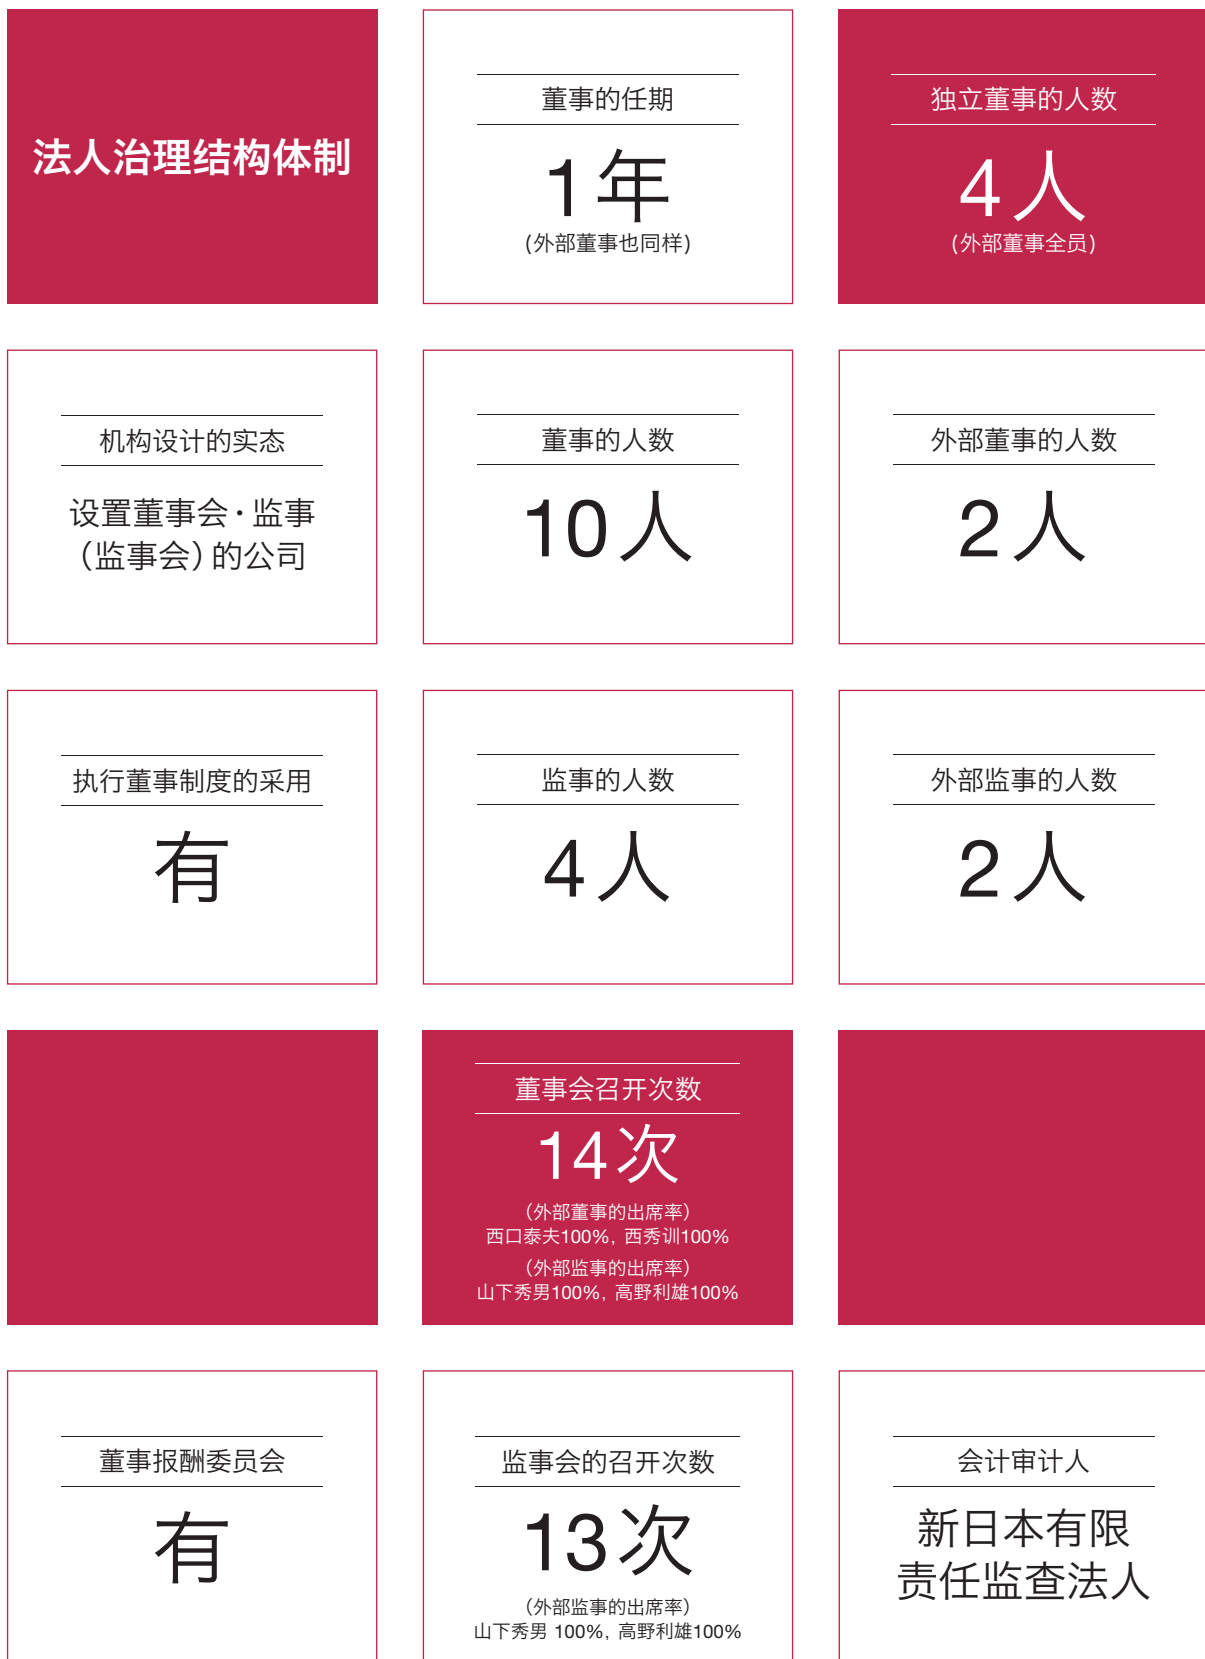 法人治理结构体制
董事的任期
1年
(外部董事也同样)
独立董事的人数
4人
(外部董事全员)
机构设计的实态
设置董事会·监事
（监事会）的公司
董事的人数
10人
外部董事的人数
2人
执行董事制度的采用
有
监事的人数
4人
外部监事的人数
2人
董事会召开次数
14次
（外部董事的出席率）
西口泰夫100%, 西秀训100%
（外部监事的出席率）
山下秀男100%, 高野利雄100%
董事报酬委员会
有
监事会的召开次数
13次
（外部监事的出席率）
山下秀男 100%, 高野利雄100%
会计审计人
新日本有限
责任监查法人